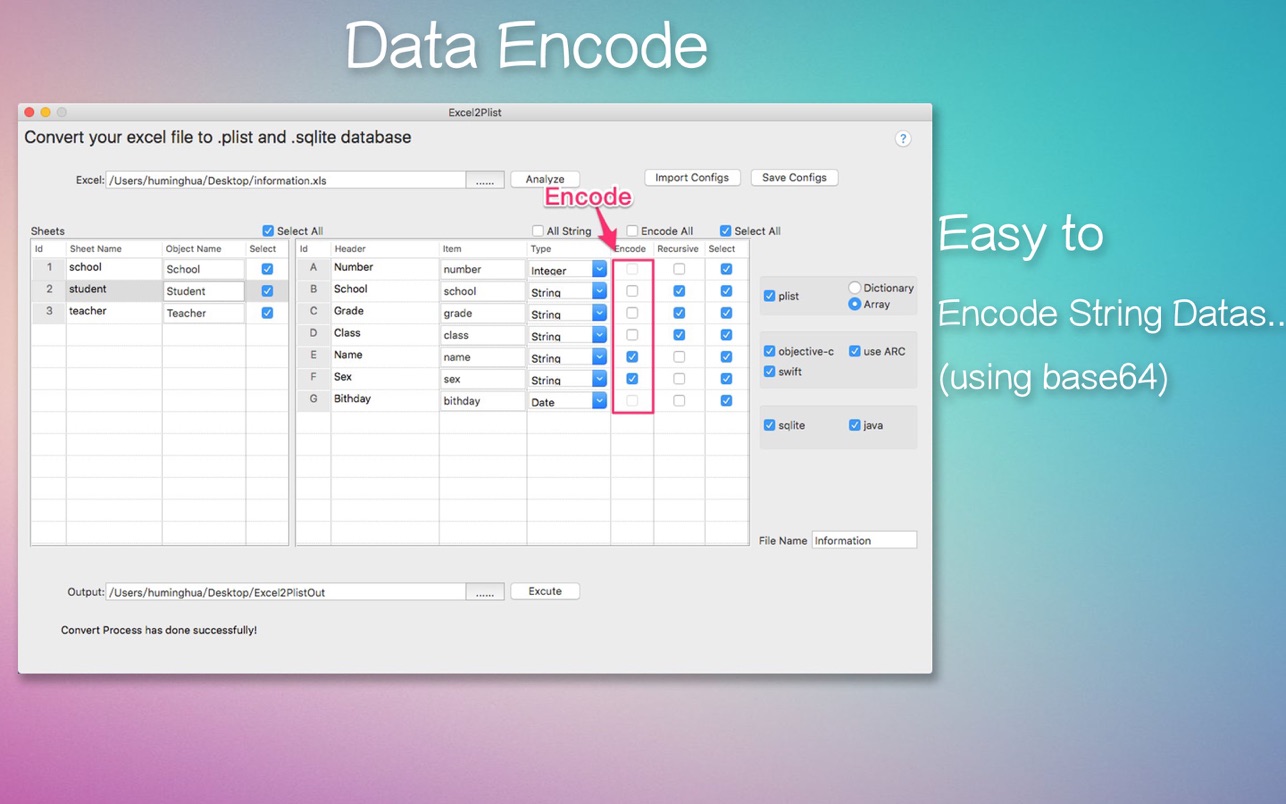 Data Encode
Excel2Plist
Convert your excel file to .plist and .sqlite database
?
Excel: /Users/huminghua/Desktop/information.xls ...... Analyze Import Configs Save Configs
Encode
Sheets Select All All String Encode All Select All
Id Sheet Name Object Name Select Id Header Item Type Encode Recursive Select
1 school School A Number number Integer
2 student Student B School school String
3 teacher Teacher C Grade grade String
D Class class String
E Name name String
F Sex sex String
G Bithday bithday Date
plist Dictionary
Array
objective-c use ARC
swift
sqlite java
File Name Information
Output: /Users/huminghua/Desktop/Excel2PlistOut ...... Excute
Convert Process has done successfully!
Easy to
Encode String Datas...
(using base64)